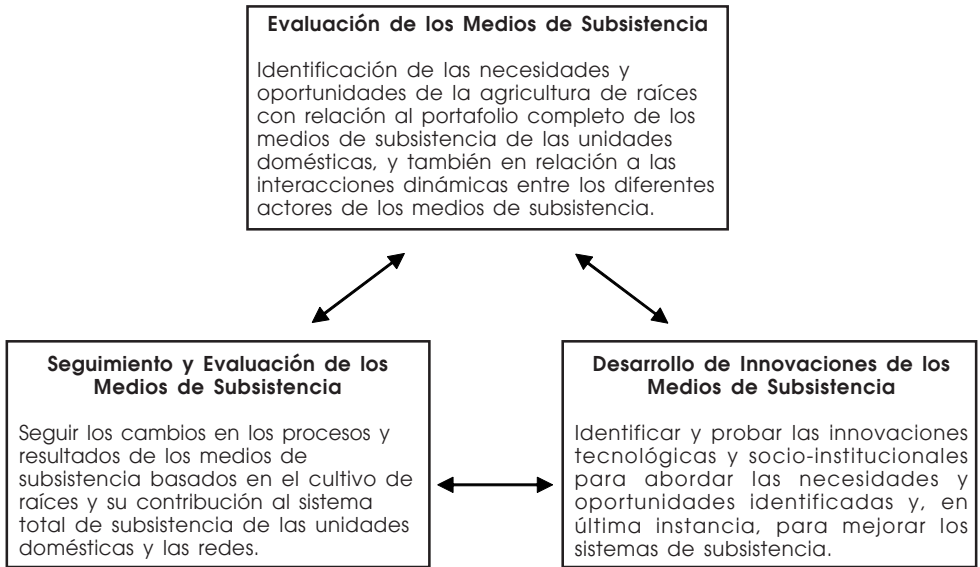 Evaluación de los Medios de Subsistencia
Identificación de las necesidades y
oportunidades de la agricultura de raíces
con relación al portafolio completo de los
medios de subsistencia de las unidades
domésticas, y también en relación a las
interacciones dinámicas entre los diferentes
actores de los medios de subsistencia.
Seguimiento y Evaluación de los
Medios de Subsistencia
Seguir los cambios en los procesos y
resultados de los medios de
subsistencia basados en el cultivo de
raíces y su contribución al sistema
total de subsistencia de las unidades
domésticas y las redes.
Desarrollo de Innovaciones de los
Medios de Subsistencia
Identificar y probar las innovaciones
tecnológicas y socio-institucionales
para abordar las necesidades y
oportunidades identificadas y, en
última instancia, para mejorar los
sistemas de subsistencia.